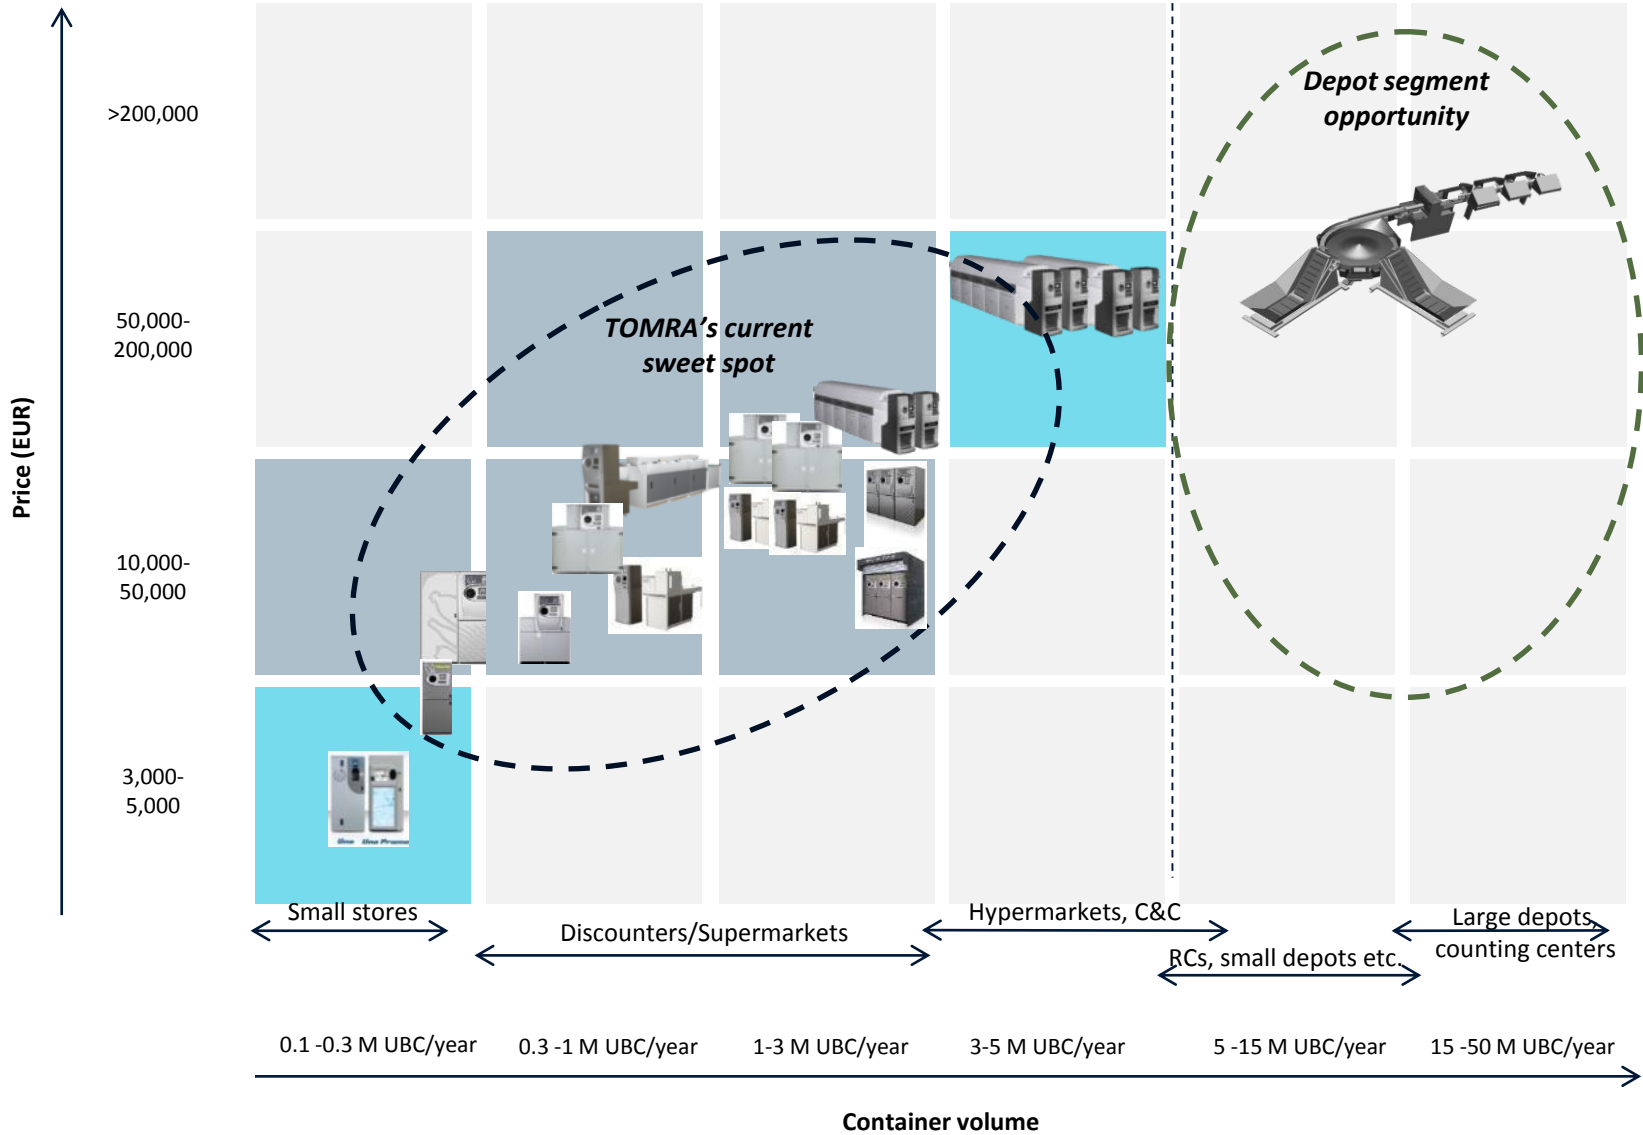 Price (EUR)
>200,000
50,000-
200,000
10,000-
50,000
3,000-
5,000
Depot segment
opportunity
TOMRA's current
sweet spot
Uno Uno Promo
Small stores
Discounters/Supermarkets
Hypermarkets, C&C
RCs, small depots etc.
Large depots,
counting centers
0.1 -0.3 M UBC/year
0.3 -1 M UBC/year
1-3 M UBC/year
3-5 M UBC/year
5 -15 M UBC/year
15 -50 M UBC/year
Container volume